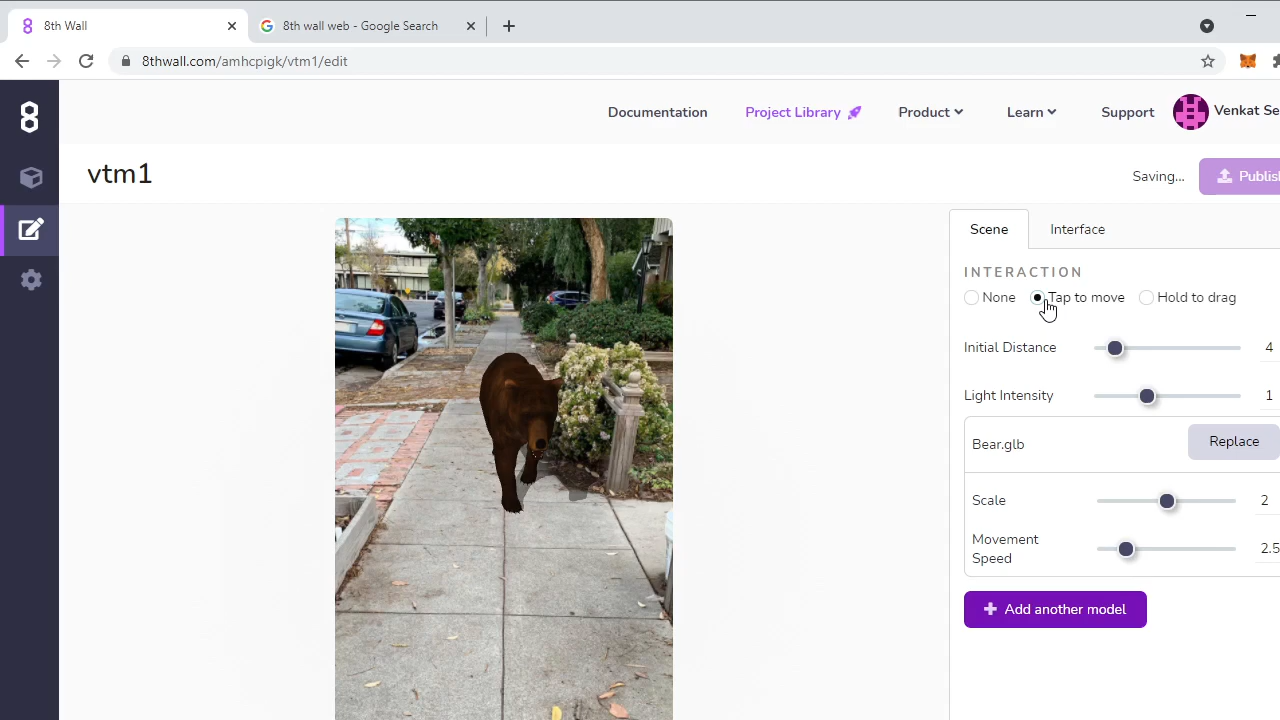 8th Wall
8th wall web - Google Search
8thwall.com/amhcpigk/vtm1/edit
Documentation Project Library Product Learn Support Venkat Se
vtm1
Saving... Publis
Scene Interface
INTERACTION
None Tap to move Hold to drag
Initial Distance 4
Light Intensity 1
Bear.glb Replace
Scale 2
Movement
Speed 2.5
Add another model